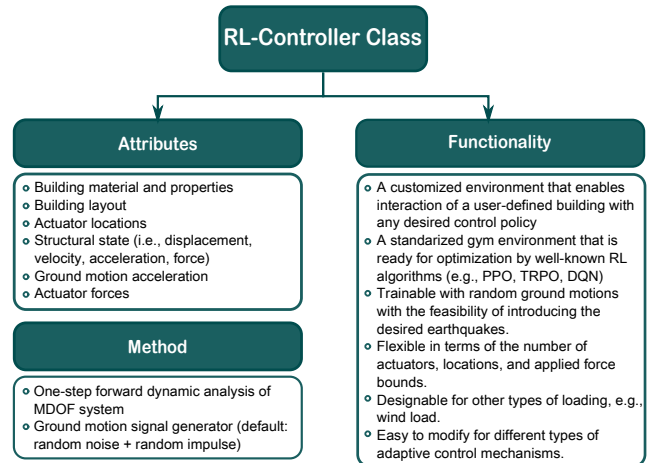 RL-Controller Class
Attributes
Building material and properties
Building layout
Actuator locations
Structural state (i.e., displacement,
velocity, acceleration, force)
Ground motion acceleration
Actuator forces
Method
One-step forward dynamic analysis of
MDOF system
Ground motion signal generator (default:
random noise + random impulse)
Functionality
A customized environment that enables
interaction of a user-defined building with
any desired control policy
A standarized gym environment that is
ready for optimization by well-known RL
algorithms (e.g., PPO, TRPO, DQN)
Trainable with random ground motions
with the feasibility of introducing the
desired earthquakes.
Flexible in terms of the number of
actuators, locations, and applied force
bounds.
Designable for other types of loading, e.g.,
wind load.
Easy to modify for different types of
adaptive control mechanisms.